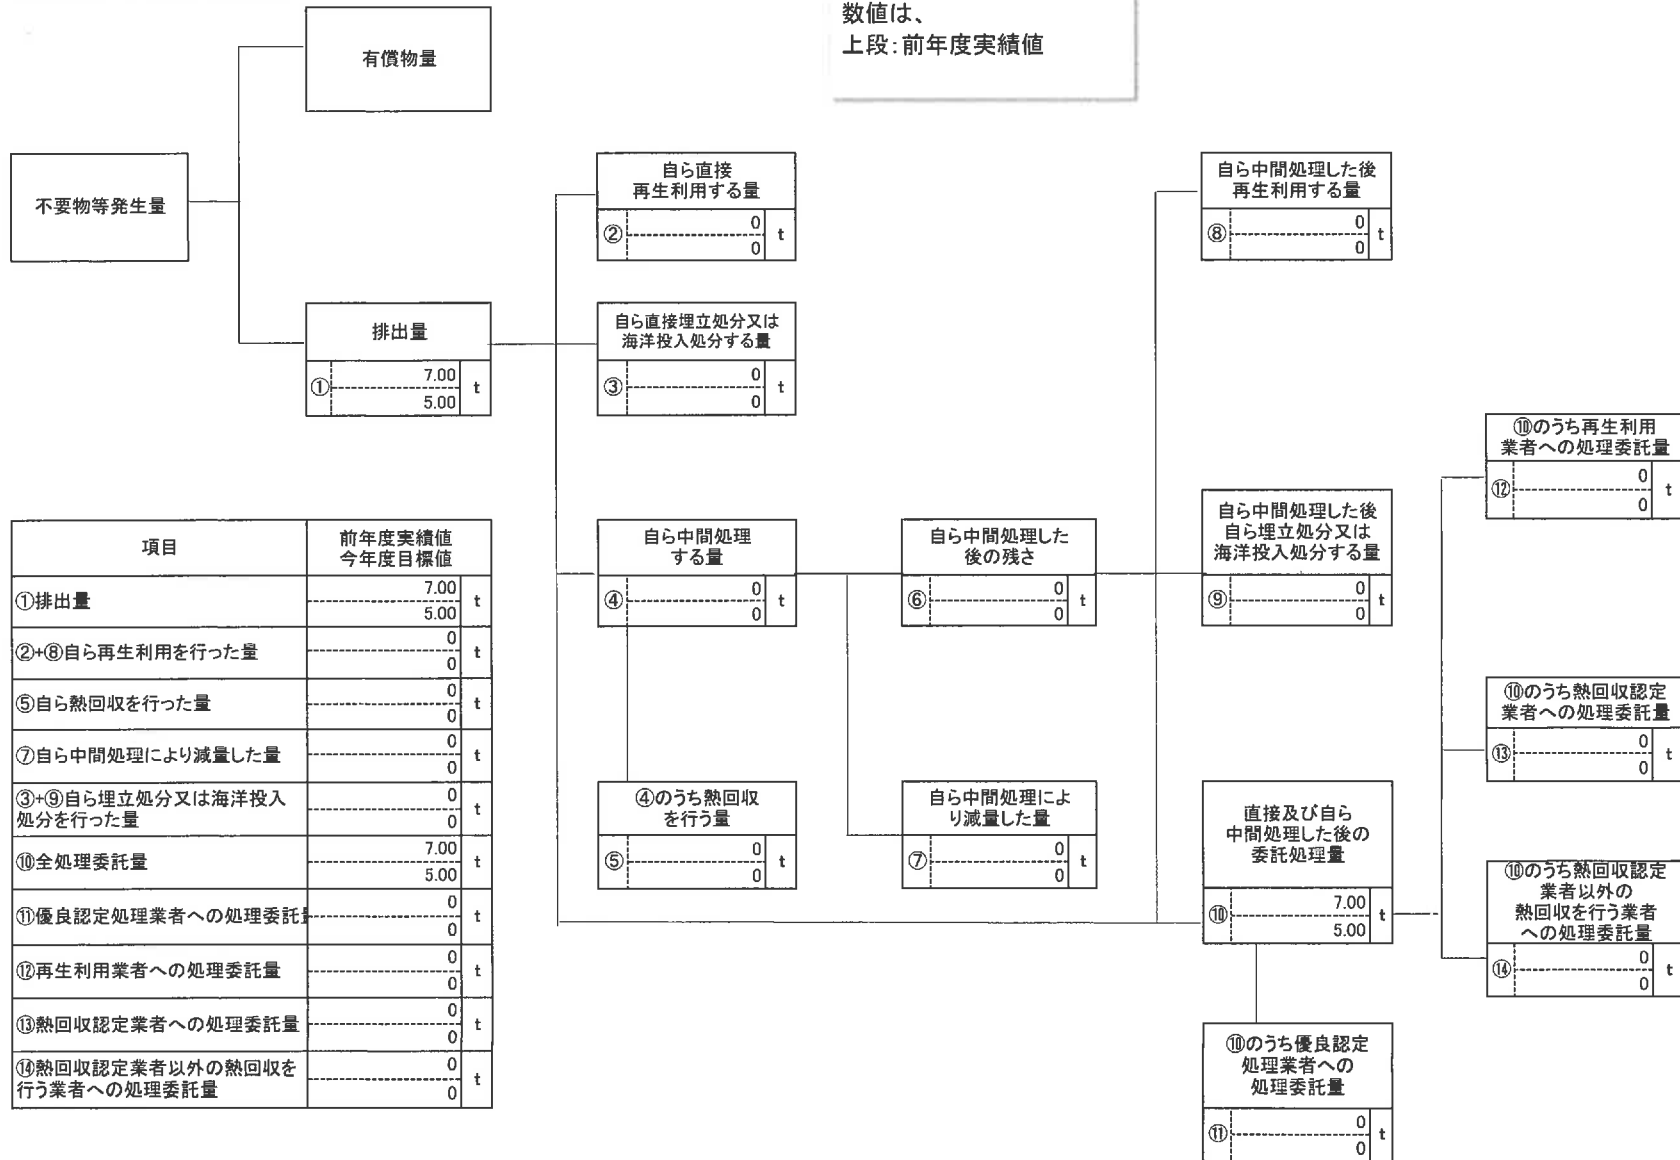 数値は、
上段:前年度実績値
有償物量
不要物等発生量
排出量
① 7.00 t
5.00
自ら直接
再生利用する量
② 0 t
0
自ら直接埋立処分又は
海洋投入処分する量
③ 0 t
0
自ら中間処理
する量
④ 0 t
0
④のうち熱回収
を行う量
⑤ 0 t
0
自ら中間処理した
後の残さ
⑥ 0 t
0
自ら中間処理によ
り減量した量
⑦ 0 t
0
自ら中間処理した後
再生利用する量
⑧ 0 t
0
自ら中間処理した後
自ら埋立処分又は
海洋投入処分する量
⑨ 0 t
0
直接及び自ら
中間処理した後の
委託処理量
⑩ 7.00 t
5.00
⑩のうち優良認定
処理業者への
処理委託量
⑪ 0 t
0
⑩のうち再生利用
業者への処理委託量
⑫ 0 t
0
⑩のうち熱回収認定
業者への処理委託量
⑬ 0 t
0
⑩のうち熱回収認定
業者以外の
熱回収を行う業者
への処理委託量
⑭ 0 t
0
項目 前年度実績値
今年度目標値
①排出量 7.00 t
5.00
②+⑧自ら再生利用を行った量 0 t
0
⑤自ら熱回収を行った量 0 t
0
⑦自ら中間処理により減量した量 0 t
0
③+⑨自ら埋立処分又は海洋投入
処分を行った量 0 t
0
⑩全処理委託量 7.00 t
5.00
⑪優良認定処理業者への処理委託 0 t
0
⑫再生利用業者への処理委託量 0 t
0
⑬熱回収認定業者への処理委託量 0 t
0
⑭熱回収認定業者以外の熱回収を
行う業者への処理委託量 0 t
0